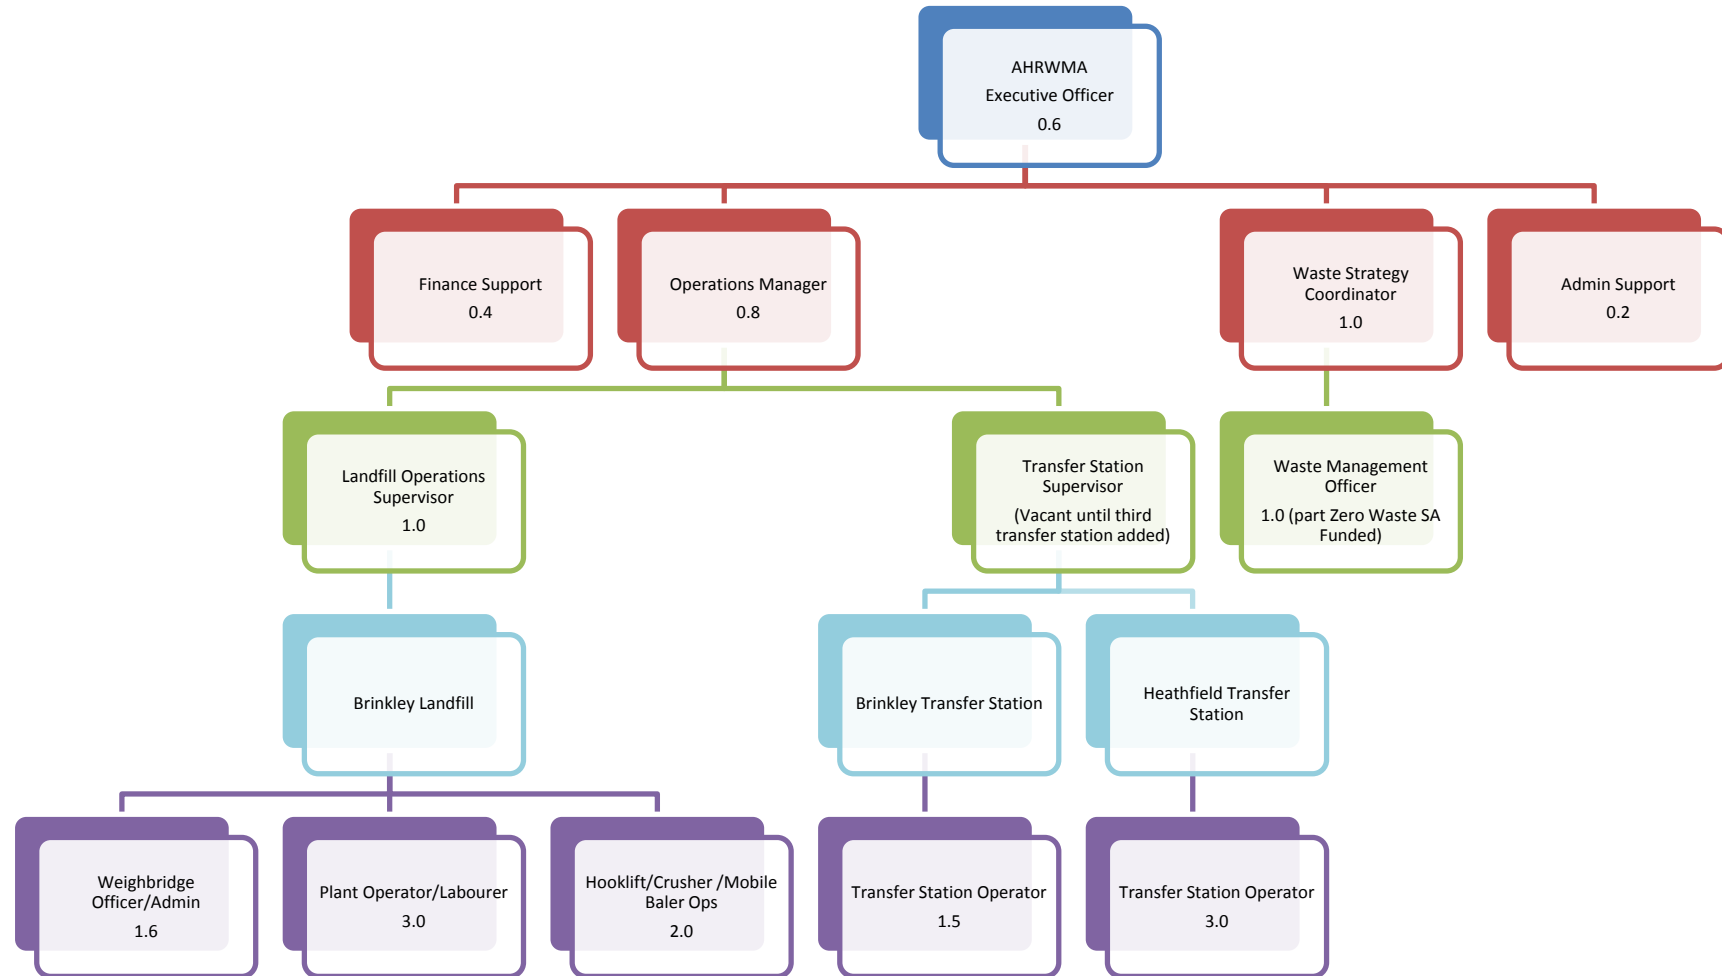 AHRWMA
Executive Officer
0.6
Finance Support
0.4
Operations Manager
0.8
Waste Strategy
Coordinator
1.0
Admin Support
0.2
Landfill Operations
Supervisor
1.0
Transfer Station
Supervisor
(Vacant until third
transfer station added)
Waste Management
Officer
1.0 (part Zero Waste SA
Funded)
Brinkley Landfill
Brinkley Transfer Station
Heathfield Transfer
Station
Weighbridge
Officer/Admin
1.6
Plant Operator/Labourer
3.0
Hooklift/Crusher /Mobile
Baler Ops
2.0
Transfer Station Operator
1.5
Transfer Station Operator
3.0